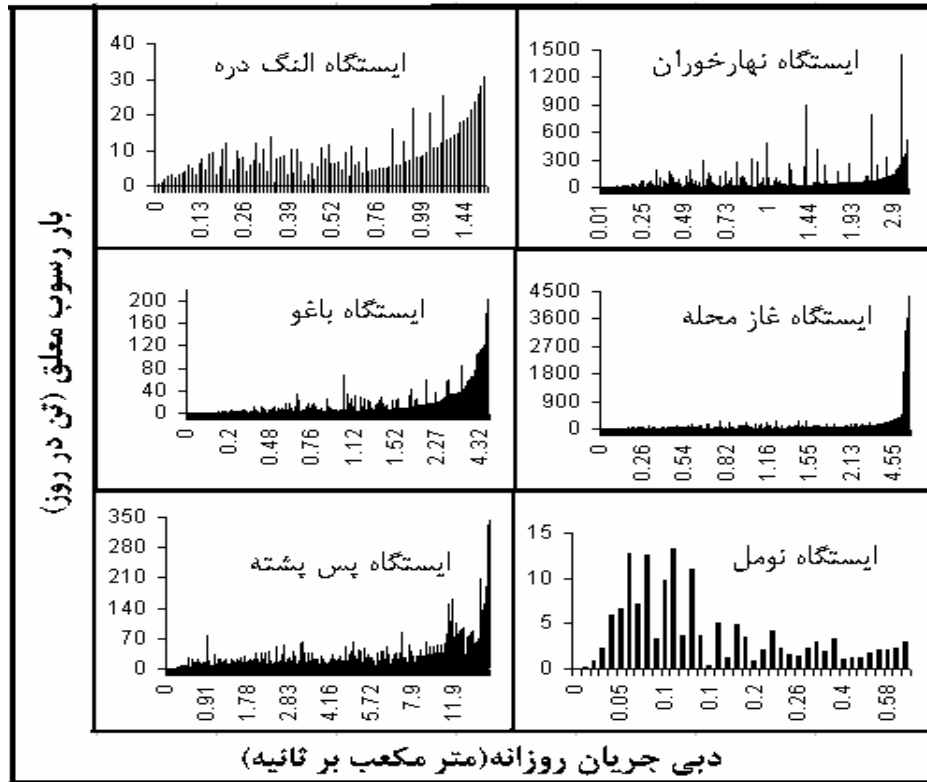 بار رسوب معلق (تن در روز)
ایستگاه النگ دره
40
30
20
10
0
0 0.13 0.26 0.39 0.52 0.76 0.99 1.44
ایستگاه نهارخوران
1500
1200
900
600
300
0
0.01 0.25 0.49 0.73 1 1.44 1.93 2.9
ایستگاه باغو
200
160
120
80
40
0
0 0.2 0.48 0.76 1.12 1.52 2.27 4.32
ایستگاه غاز محله
4500
3600
2700
1800
900
0
0 0.26 0.54 0.82 1.16 1.55 2.13 4.55
ایستگاه پس پشته
350
280
210
140
70
0
0 0.91 1.78 2.83 4.16 5.72 7.9 11.9
ایستگاه نومل
15
10
5
0
0 0.05 0.1 0.1 0.2 0.26 0.4 0.58
دبی جریان روزانه(متر مکعب بر ثانیه)